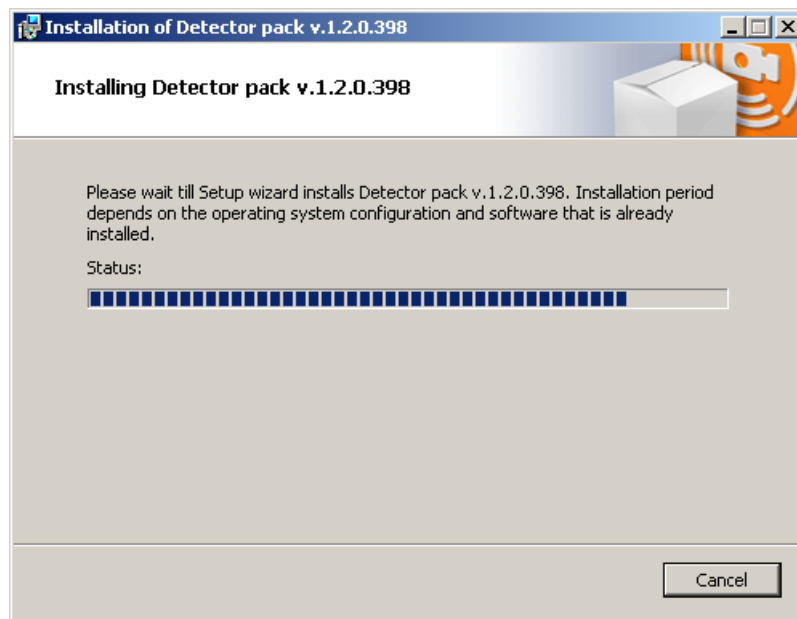 Installation of Detector pack v.1.2.0.398
Installing Detector pack v.1.2.0.398
Please wait till Setup wizard installs Detector pack v.1.2.0.398. Installation period
depends on the operating system configuration and software that is already
installed.
Status:
Cancel